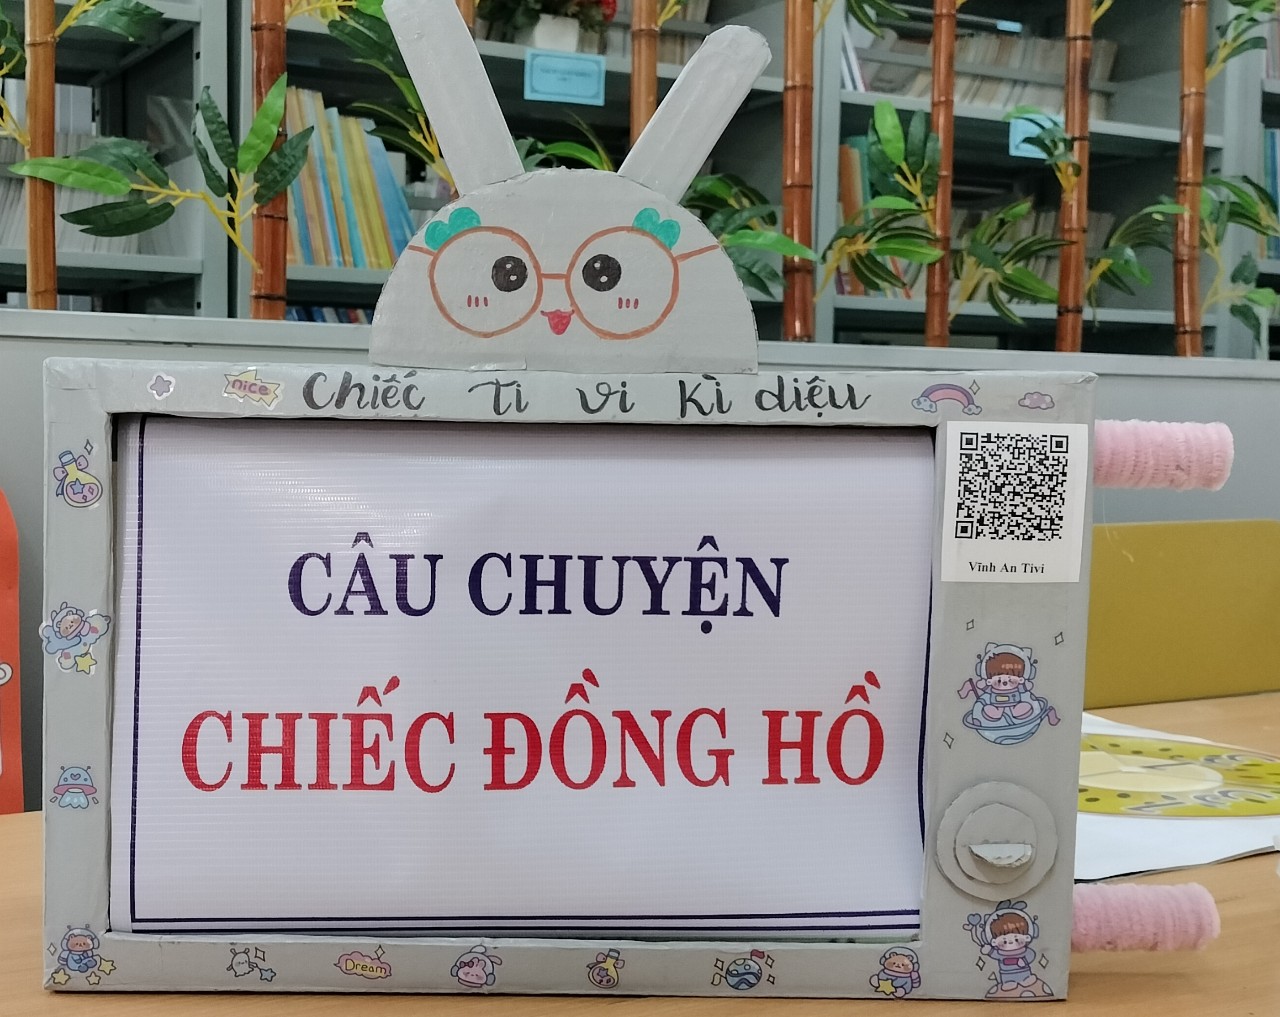 nice
Chiếc ti vi kì diệu
Vĩnh An Tivi
CÂU CHUYỆN
CHIẾC ĐỒNG HỒ
Dream